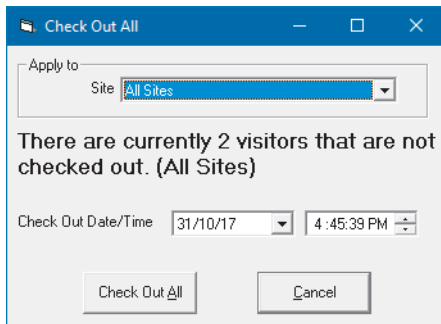 Check Out All
Apply to
Site All Sites
There are currently 2 visitors that are not
checked out. (All Sites)
Check Out Date/Time 31/10/17 4:45:39 PM
Check Out All Cancel